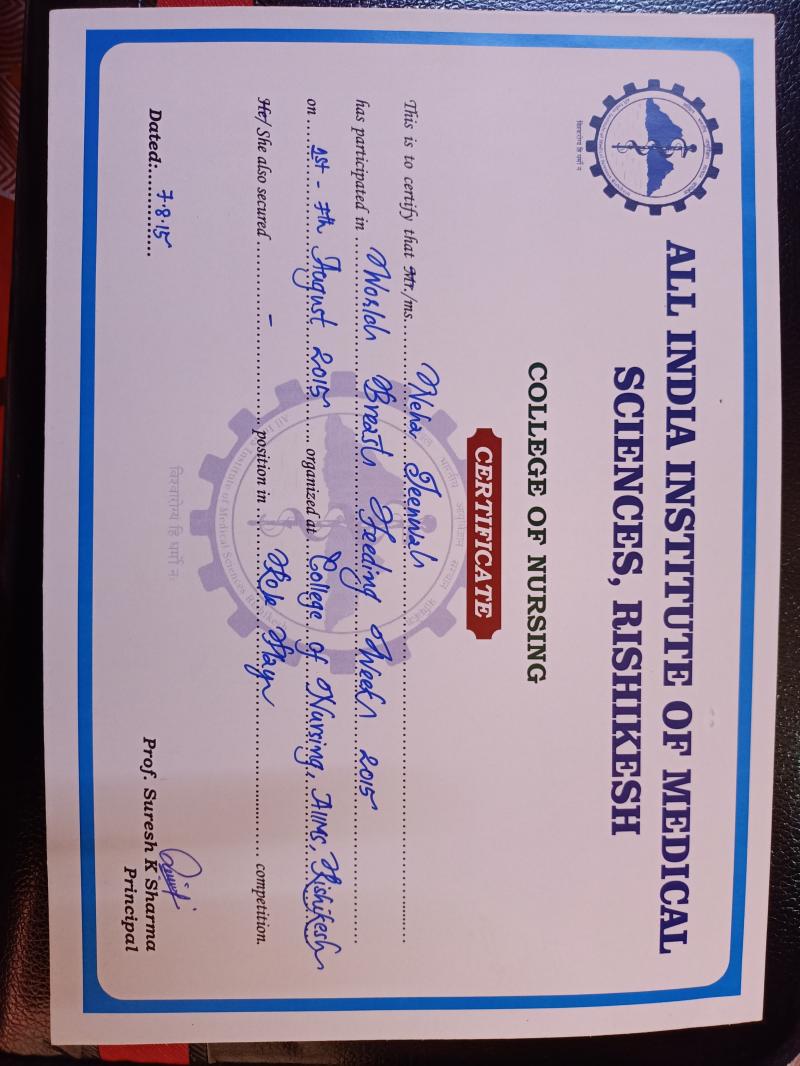 ALL INDIA INSTITUTE OF MEDICAL
SCIENCES, RISHIKESH
COLLEGE OF NURSING
CERTIFICATE
This is to certify that Mr./ms. Neha Jeenwal
has participated in World Breast Feeding Week 2015
on 1st - 7th August 2015 organized at College of Nursing, AIIMS, Rishikesh
He/ She also secured - position in Role Play competition.
विश्वारोग्यं हि धर्मो नः
Dated: 7.8.15
Prof. Suresh K Sharma
Principal